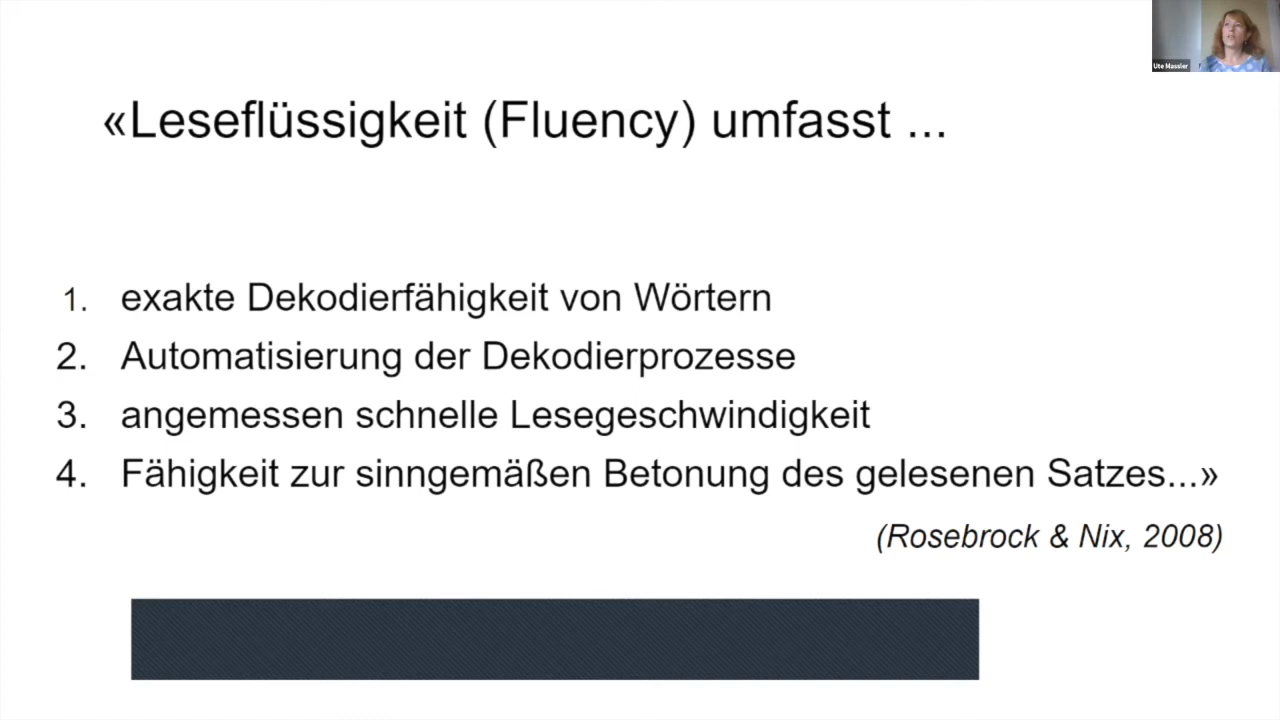 Ute Massler
«Leseflüssigkeit (Fluency) umfasst ...
1. exakte Dekodierfähigkeit von Wörtern
2. Automatisierung der Dekodierprozesse
3. angemessen schnelle Lesegeschwindigkeit
4. Fähigkeit zur sinngemäßen Betonung des gelesenen Satzes...»
(Rosebrock & Nix, 2008)